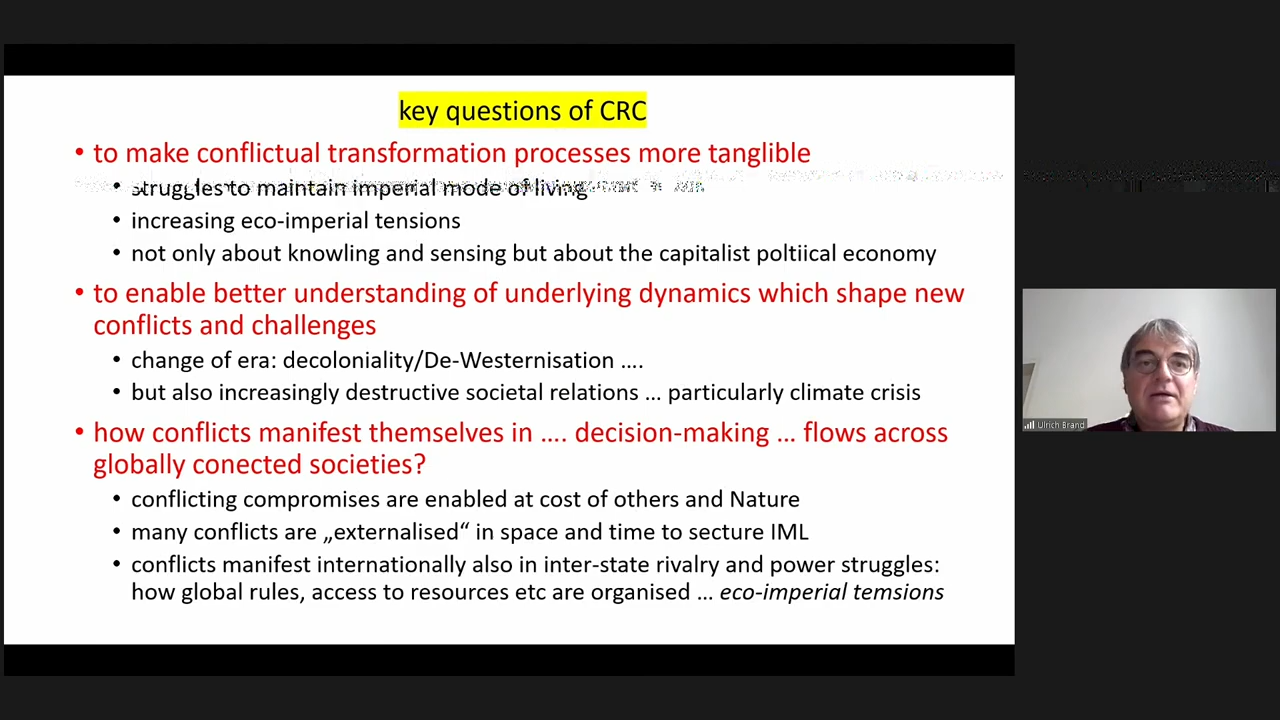 key questions of CRC
• to make conflictual transformation processes more tanglible
• struggles to maintain imperial mode of living
• increasing eco-imperial tensions
• not only about knowling and sensing but about the capitalist poltiical economy
• to enable better understanding of underlying dynamics which shape new
conflicts and challenges
• change of era: decoloniality/De-Westernisation ....
• but also increasingly destructive societal relations ... particularly climate crisis
• how conflicts manifest themselves in .... decision-making ... flows across
globally conected societies?
• conflicting compromises are enabled at cost of others and Nature
• many conflicts are „externalised“ in space and time to secture IML
• conflicts manifest internationally also in inter-state rivalry and power struggles:
how global rules, access to resources etc are organised ... eco-imperial temsions
Ulrich Brand